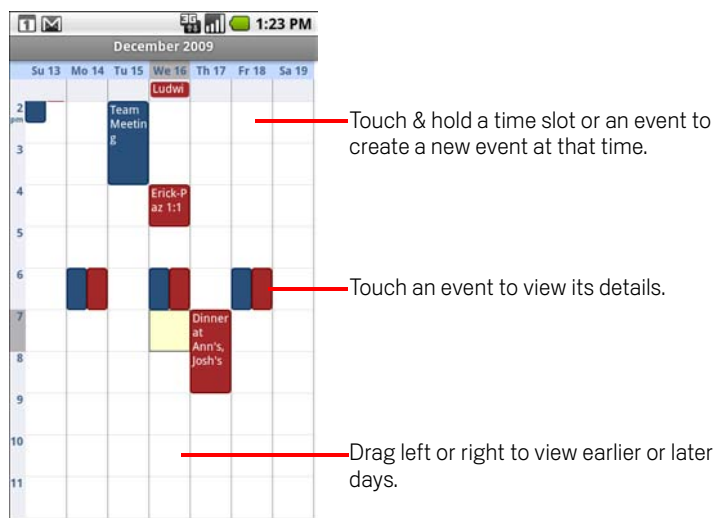 1 3G 1:23 PM
December 2009
Su 13 Mo 14 Tu 15 We 16 Th 17 Fr 18 Sa 19
Ludwi
2
pm
Team
Meetin
g
3
4
Erick-P
az 1:1
5
6
7
Dinner
at
Ann's,
Josh's
8
9
10
11
Touch & hold a time slot or an event to
create a new event at that time.
Touch an event to view its details.
Drag left or right to view earlier or later
days.